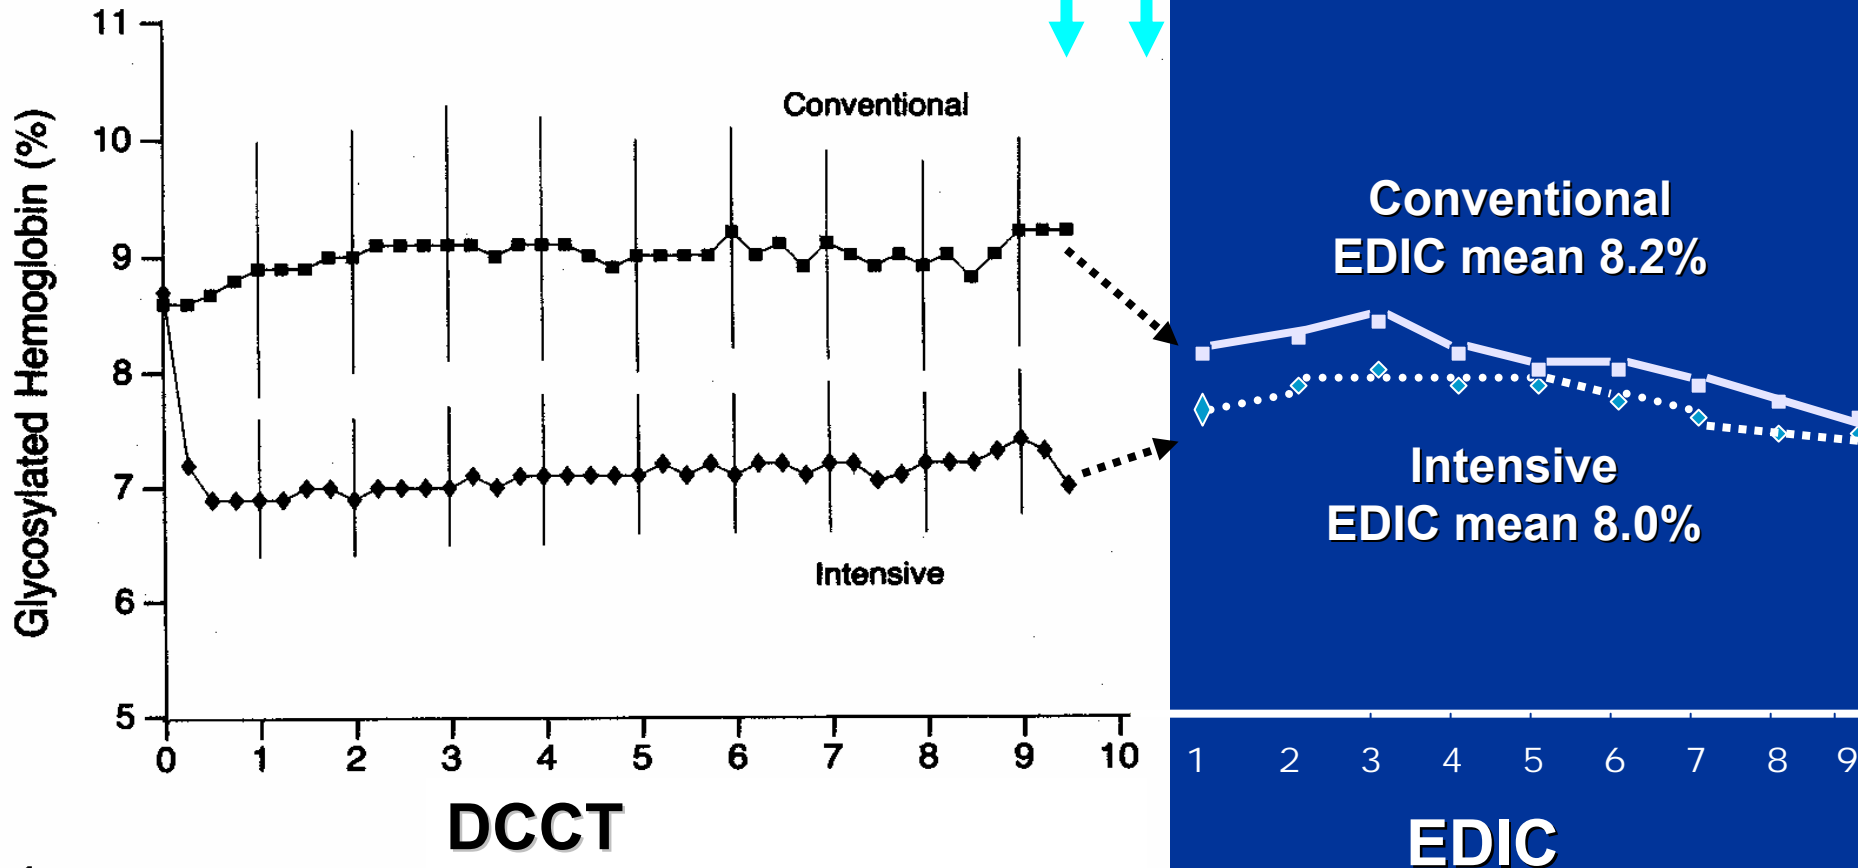 Glycosylated Hemoglobin (%)
11
10
9
8
7
6
5
Conventional
Intensive
0 1 2 3 4 5 6 7 8 9 10
DCCT
Conventional
EDIC mean 8.2%
Intensive
EDIC mean 8.0%
1 2 3 4 5 6 7 8 9
EDIC